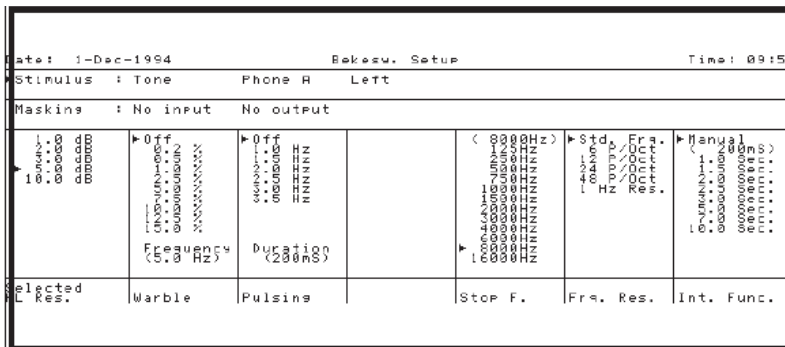 Date: 1-Dec-1994 Bekesy. Setup Time: 09:5
►Stimulus : Tone Phone A Left
Masking : No input No output
1.0 dB
2.0 dB
3.0 dB
►5.0 dB
10.0 dB
Selected
HL Res.
►Off
0.2 %
0.5 %
1.0 %
2.5 %
5.0 %
7.5 %
10.0 %
12.5 %
15.0 %
Frequency
(5.0 Hz)
Warble
►Off
1.0 Hz
1.5 Hz
2.0 Hz
2.5 Hz
3.0 Hz
3.5 Hz
Duration
(200mS)
Pulsing
( 8000Hz)
125Hz
250Hz
500Hz
750Hz
1000Hz
1500Hz
2000Hz
3000Hz
4000Hz
6000Hz
►8000Hz
16000Hz
Stop F.
►Std. Frq.
6 P/Oct
12 P/Oct
24 P/Oct
48 P/Oct
1 Hz Res.
Frq. Res.
►Manual
( 200mS)
1.0 Sec.
1.5 Sec.
2.0 Sec.
2.5 Sec.
3.0 Sec.
5.0 Sec.
7.0 Sec.
10.0 Sec.
Int. Func.